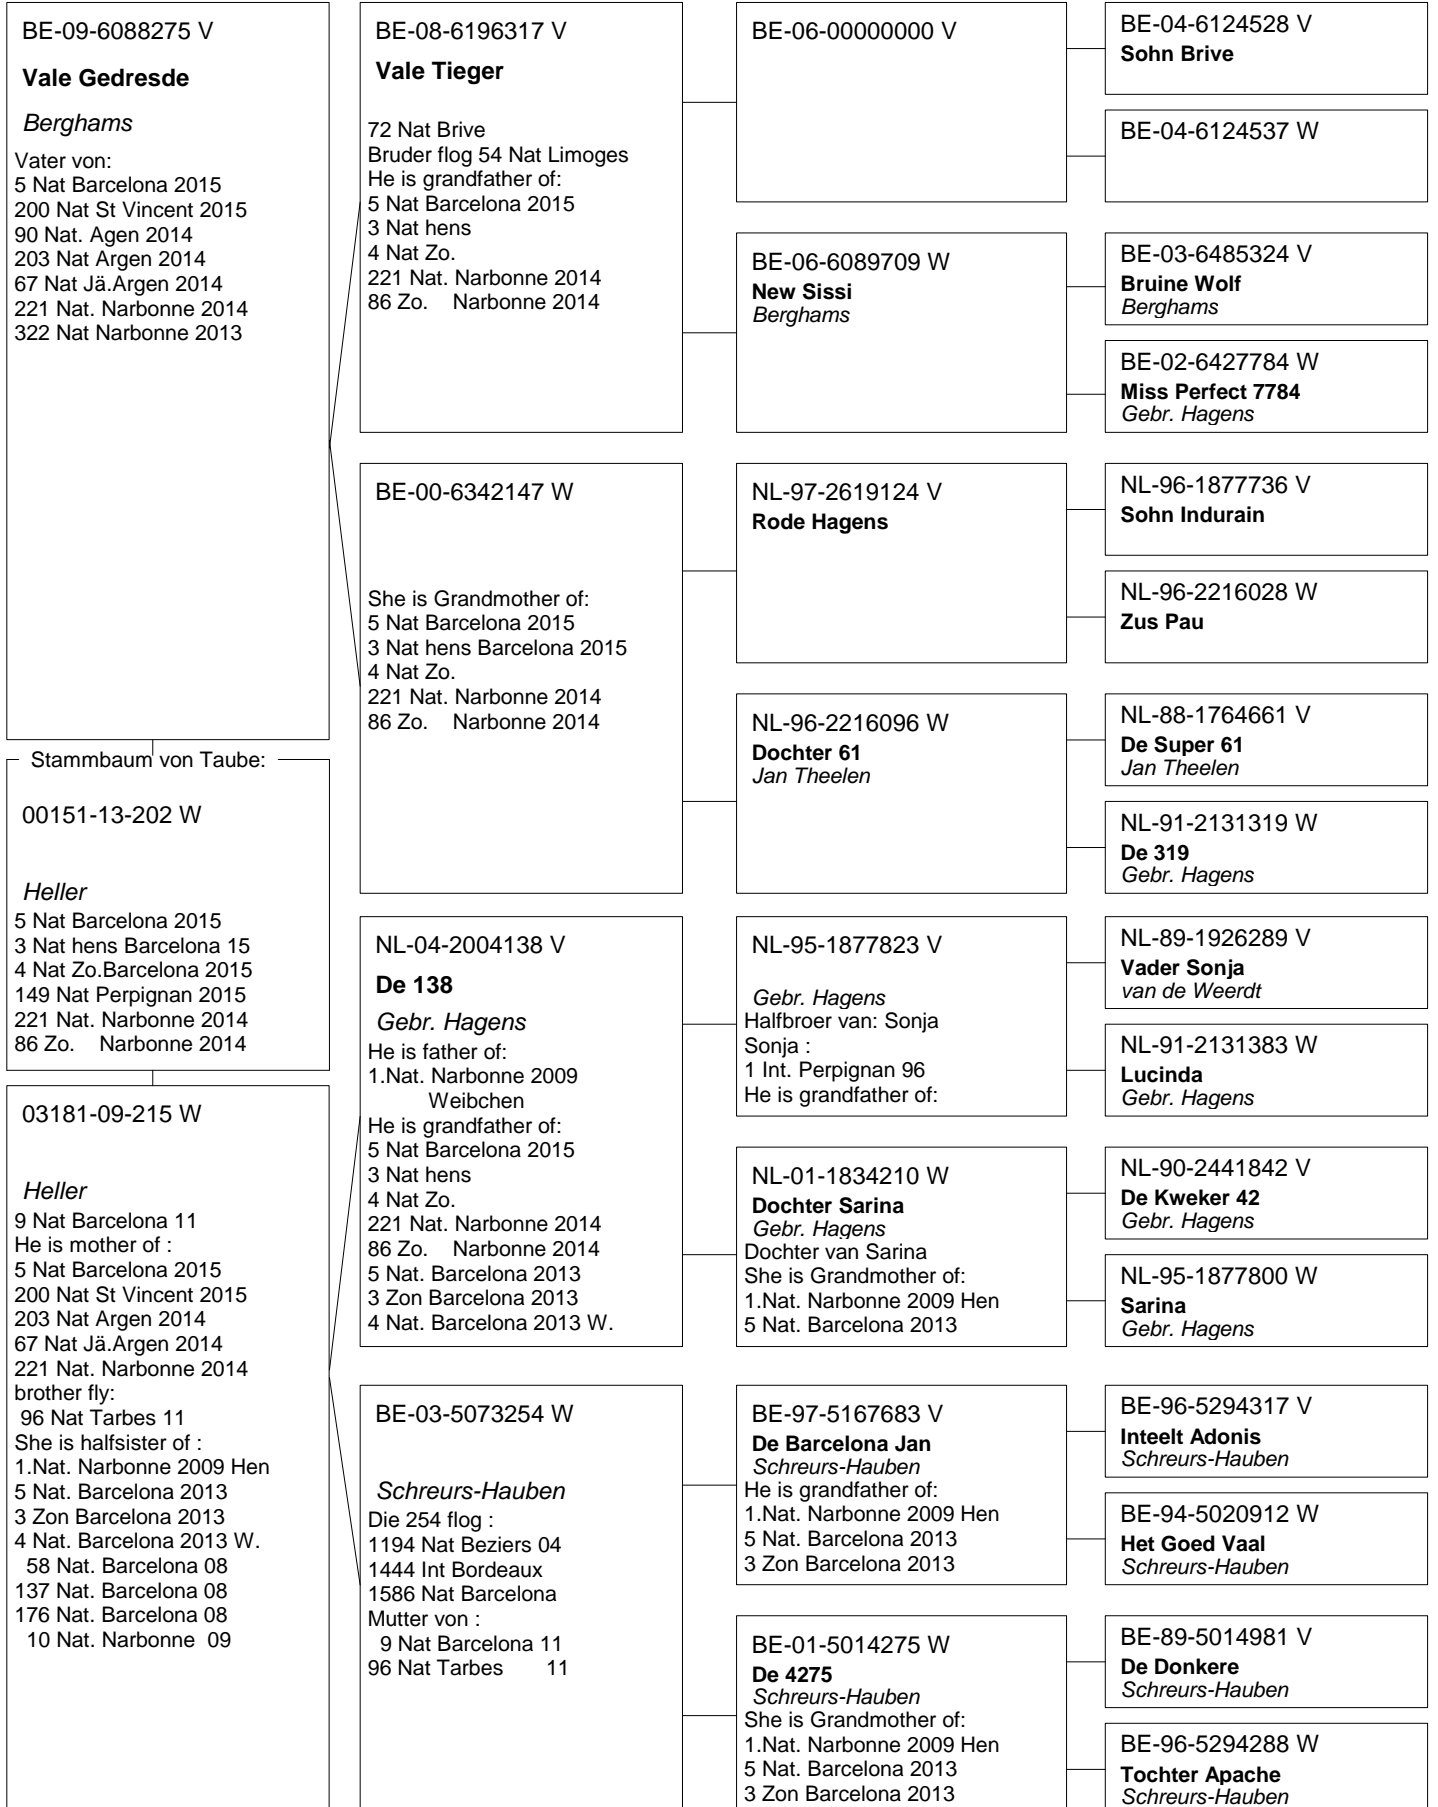 BE-09-6088275 V
Vale Gedresde
Berghams
Vater von:
5 Nat Barcelona 2015
200 Nat St Vincent 2015
90 Nat. Agen 2014
203 Nat Argen 2014
67 Nat Jä.Argen 2014
221 Nat. Narbonne 2014
322 Nat Narbonne 2013
Stammbaum von Taube:
00151-13-202 W
Heller
5 Nat Barcelona 2015
3 Nat hens Barcelona 15
4 Nat Zo.Barcelona 2015
149 Nat Perpignan 2015
221 Nat. Narbonne 2014
86 Zo. Narbonne 2014
03181-09-215 W
Heller
9 Nat Barcelona 11
He is mother of :
5 Nat Barcelona 2015
200 Nat St Vincent 2015
203 Nat Argen 2014
67 Nat Jä.Argen 2014
221 Nat. Narbonne 2014
brother fly:
96 Nat Tarbes 11
She is halfsister of :
1.Nat. Narbonne 2009 Hen
5 Nat. Barcelona 2013
3 Zon Barcelona 2013
4 Nat. Barcelona 2013 W.
58 Nat. Barcelona 08
137 Nat. Barcelona 08
176 Nat. Barcelona 08
10 Nat. Narbonne 09
BE-08-6196317 V
Vale Tieger
72 Nat Brive
Bruder flog 54 Nat Limoges
He is grandfather of:
5 Nat Barcelona 2015
3 Nat hens
4 Nat Zo.
221 Nat. Narbonne 2014
86 Zo. Narbonne 2014
BE-00-6342147 W
She is Grandmother of:
5 Nat Barcelona 2015
3 Nat hens Barcelona 2015
4 Nat Zo.
221 Nat. Narbonne 2014
86 Zo. Narbonne 2014
NL-04-2004138 V
De 138
Gebr. Hagens
He is father of:
1.Nat. Narbonne 2009
Weibchen
He is grandfather of:
5 Nat Barcelona 2015
3 Nat hens
4 Nat Zo.
221 Nat. Narbonne 2014
86 Zo. Narbonne 2014
5 Nat. Barcelona 2013
3 Zon Barcelona 2013
4 Nat. Barcelona 2013 W.
BE-03-5073254 W
Schreurs-Hauben
Die 254 flog :
1194 Nat Beziers 04
1444 Int Bordeaux
1586 Nat Barcelona
Mutter von :
9 Nat Barcelona 11
96 Nat Tarbes 11
BE-06-00000000 V
BE-06-6089709 W
New Sissi
Berghams
NL-97-2619124 V
Rode Hagens
NL-96-2216096 W
Dochter 61
Jan Theelen
NL-95-1877823 V
Gebr. Hagens
Halfbroer van: Sonja
Sonja :
1 Int. Perpignan 96
He is grandfather of:
NL-01-1834210 W
Dochter Sarina
Gebr. Hagens
Dochter van Sarina
She is Grandmother of:
1.Nat. Narbonne 2009 Hen
5 Nat. Barcelona 2013
BE-97-5167683 V
De Barcelona Jan
Schreurs-Hauben
He is grandfather of:
1.Nat. Narbonne 2009 Hen
5 Nat. Barcelona 2013
3 Zon Barcelona 2013
BE-01-5014275 W
De 4275
Schreurs-Hauben
She is Grandmother of:
1.Nat. Narbonne 2009 Hen
5 Nat. Barcelona 2013
3 Zon Barcelona 2013
BE-04-6124528 V
Sohn Brive
BE-04-6124537 W
BE-03-6485324 V
Bruine Wolf
Berghams
BE-02-6427784 W
Miss Perfect 7784
Gebr. Hagens
NL-96-1877736 V
Sohn Indurain
NL-96-2216028 W
Zus Pau
NL-88-1764661 V
De Super 61
Jan Theelen
NL-91-2131319 W
De 319
Gebr. Hagens
NL-89-1926289 V
Vader Sonja
van de Weerdt
NL-91-2131383 W
Lucinda
Gebr. Hagens
NL-90-2441842 V
De Kweker 42
Gebr. Hagens
NL-95-1877800 W
Sarina
Gebr. Hagens
BE-96-5294317 V
Inteelt Adonis
Schreurs-Hauben
BE-94-5020912 W
Het Goed Vaal
Schreurs-Hauben
BE-89-5014981 V
De Donkere
Schreurs-Hauben
BE-96-5294288 W
Tochter Apache
Schreurs-Hauben